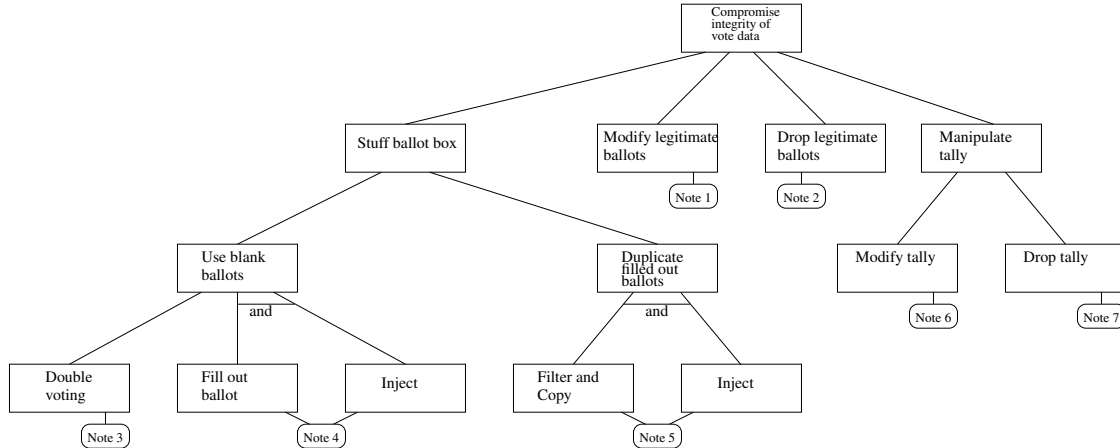 Compromise
integrity of
vote data
Stuff ballot box
Modify legitimate
ballots
Drop legitimate
ballots
Manipulate
tally
Note 1
Note 2
Use blank
ballots
Duplicate
filled out
ballots
Modify tally
Drop tally
and
and
Note 6
Note 7
Double
voting
Fill out
ballot
Inject
Filter and
Copy
Inject
Note 3
Note 4
Note 5